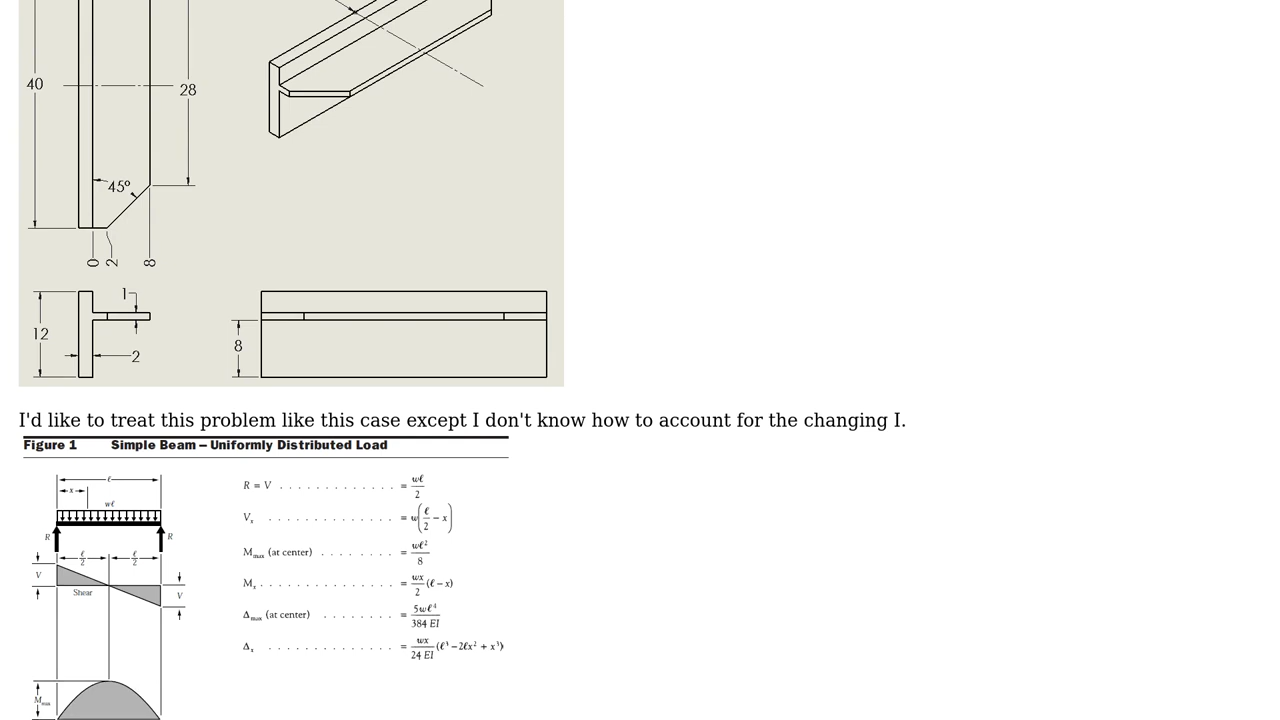 40
28
45°
0 2 8
1
12
2
8
I'd like to treat this problem like this case except I don't know how to account for the changing I.
Figure 1 Simple Beam – Uniformly Distributed Load
ℓ
x
wℓ
R R
ℓ/2 ℓ/2
V
Shear
V
M max
R = V . . . . . . . . . . . . . = wℓ/2
Vₓ . . . . . . . . . . . . . . = w(ℓ/2 − x)
M max (at center) . . . . . . . . = wℓ²/8
Mₓ . . . . . . . . . . . . . . . = wx/2 (ℓ − x)
Δ max (at center) . . . . . . . . = 5wℓ⁴/384 EI
Δₓ . . . . . . . . . . . . . . = wx/24 EI (ℓ³ − 2ℓx² + x³)